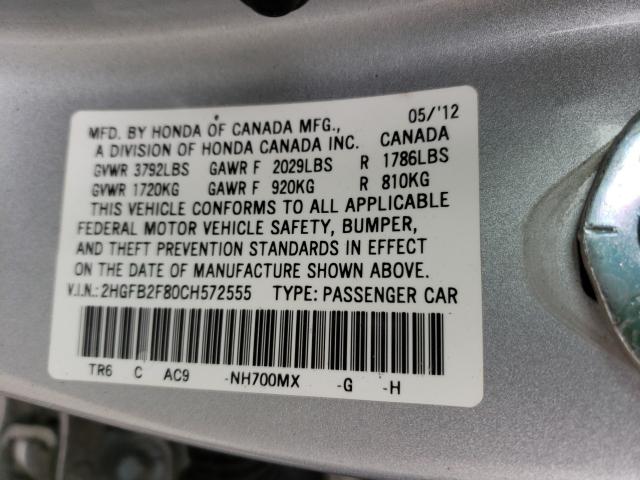 05/'12
MFD. BY HONDA OF CANADA MFG., CANADA
A DIVISION OF HONDA CANADA INC.
GVWR 3792LBS GAWR F 2029LBS R 1786LBS
GVWR 1720KG GAWR F 920KG R 810KG
THIS VEHICLE CONFORMS TO ALL APPLICABLE
FEDERAL MOTOR VEHICLE SAFETY, BUMPER,
AND THEFT PREVENTION STANDARDS IN EFFECT
ON THE DATE OF MANUFACTURE SHOWN ABOVE.
V.I.N.:2HGFB2F80CH572555 TYPE: PASSENGER CAR
TR6 C AC9 -NH700MX -G -H